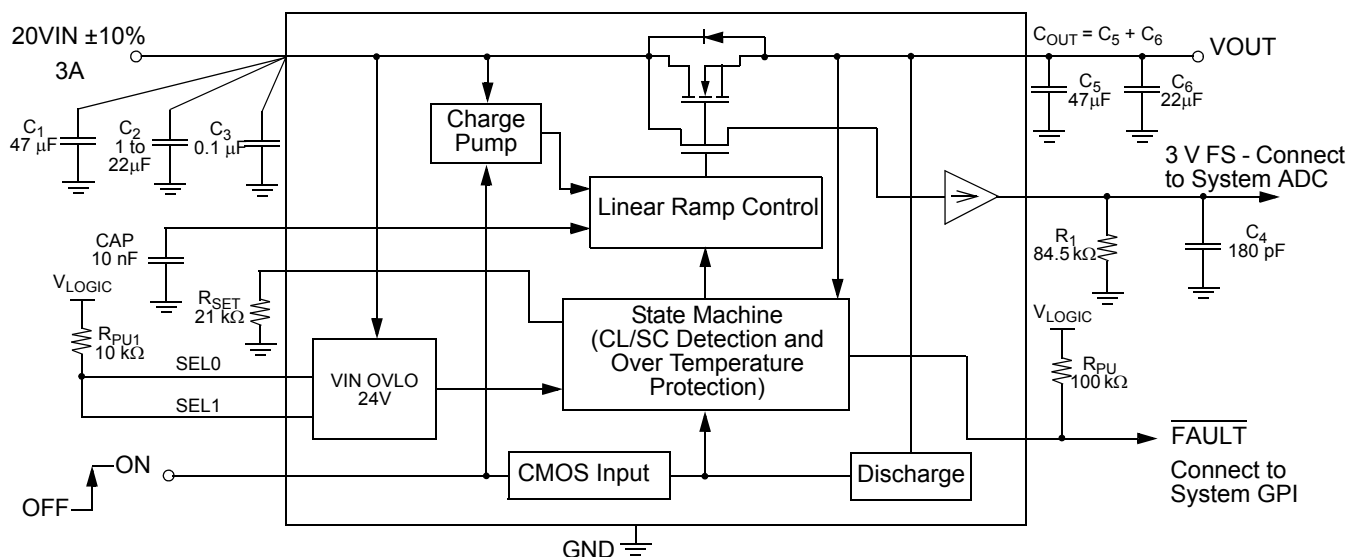 20VIN ±10%
3A
C1
47 μF
C2
1 to
22μF
C3
0.1 μF
Charge
Pump
COUT = C5 + C6
VOUT
C5
47μF
C6
22μF
3 V FS - Connect
to System ADC
Linear Ramp Control
R1
84.5 kΩ
C4
180 pF
CAP
10 nF
VLOGIC
RSET
21 kΩ
RPU1
10 kΩ
State Machine
(CL/SC Detection and
Over Temperature
Protection)
VLOGIC
RPU
100 kΩ
SEL0
SEL1
VIN OVLO
24V
FAULT
Connect to
System GPI
ON
OFF
CMOS Input
Discharge
GND